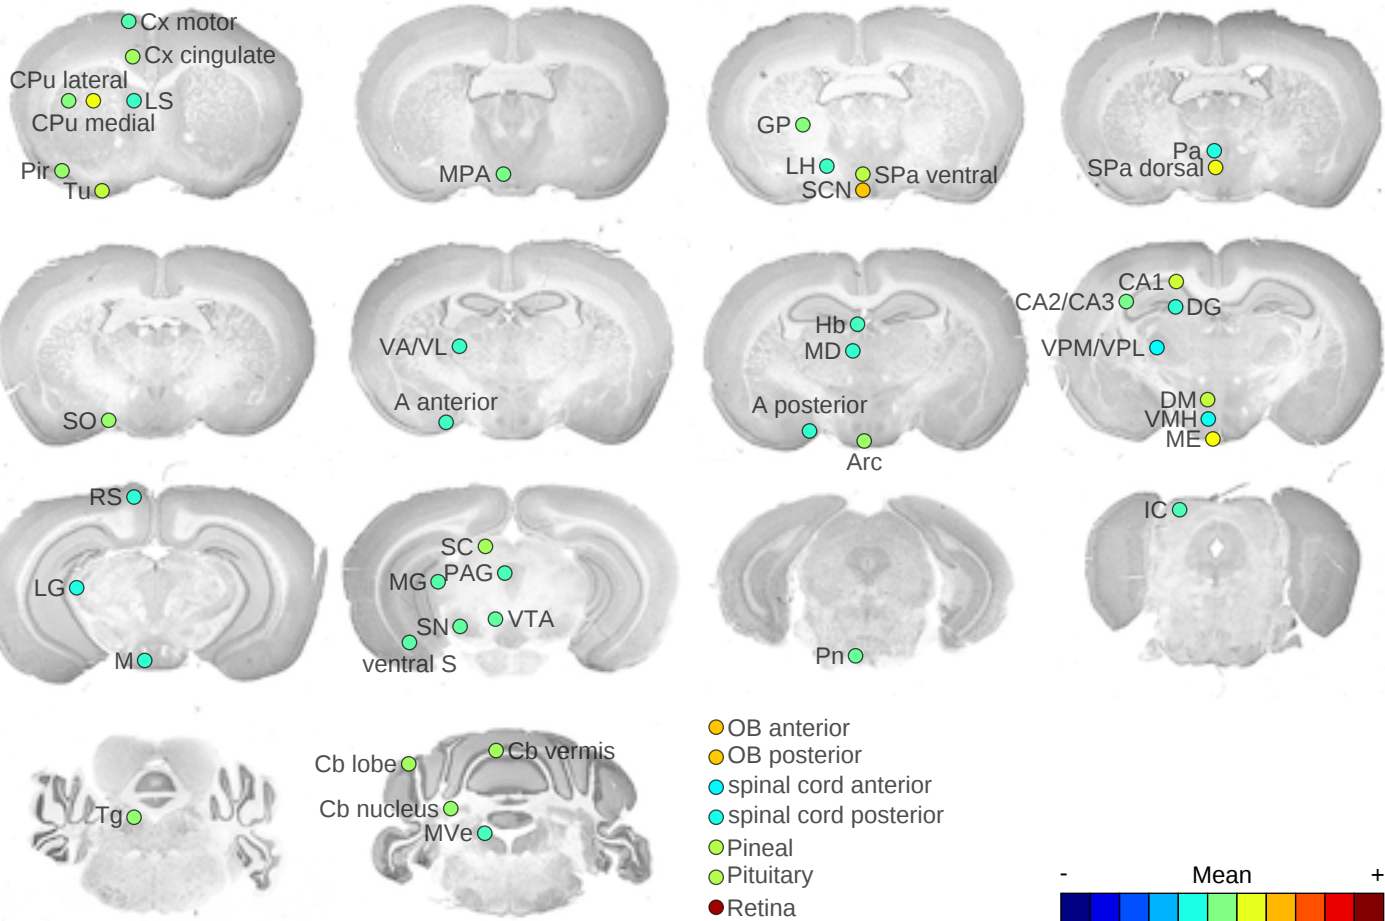 Cx motor
Cx cingulate
CPu lateral
LS
CPu medial
Pir
Tu
MPA
GP
LH
SPa ventral
SCN
Pa
SPa dorsal
SO
VA/VL
A anterior
Hb
MD
A posterior
Arc
CA1
CA2/CA3
DG
VPM/VPL
DM
VMH
ME
RS
LG
M
SC
PAG
MG
VTA
SN
ventral S
Pn
IC
Tg
Cb vermis
Cb lobe
Cb nucleus
MVe
OB anterior
OB posterior
spinal cord anterior
spinal cord posterior
Pineal
Pituitary
Retina
- Mean +